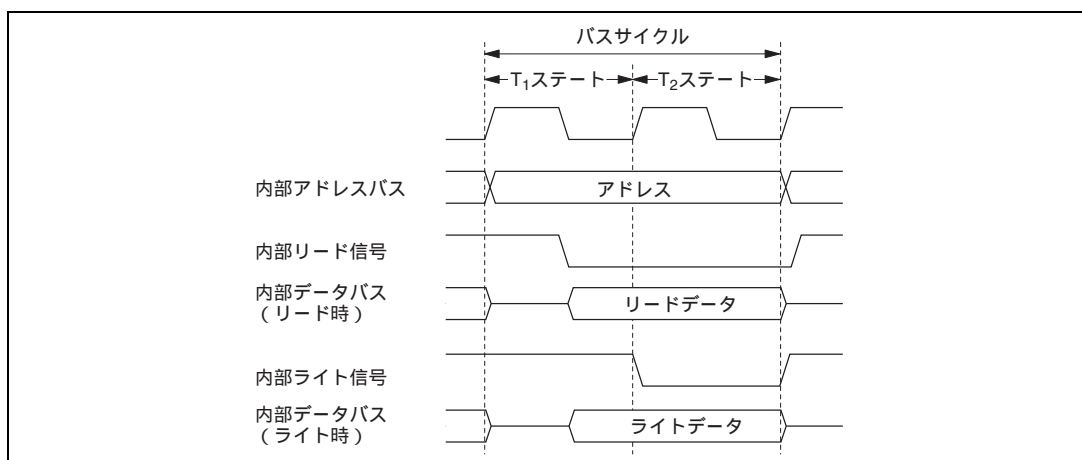 バスサイクル
T1ステート T2ステート
内部アドレスバス アドレス
内部リード信号
内部データバス
(リード時) リードデータ
内部ライト信号
内部データバス
(ライト時) ライトデータ